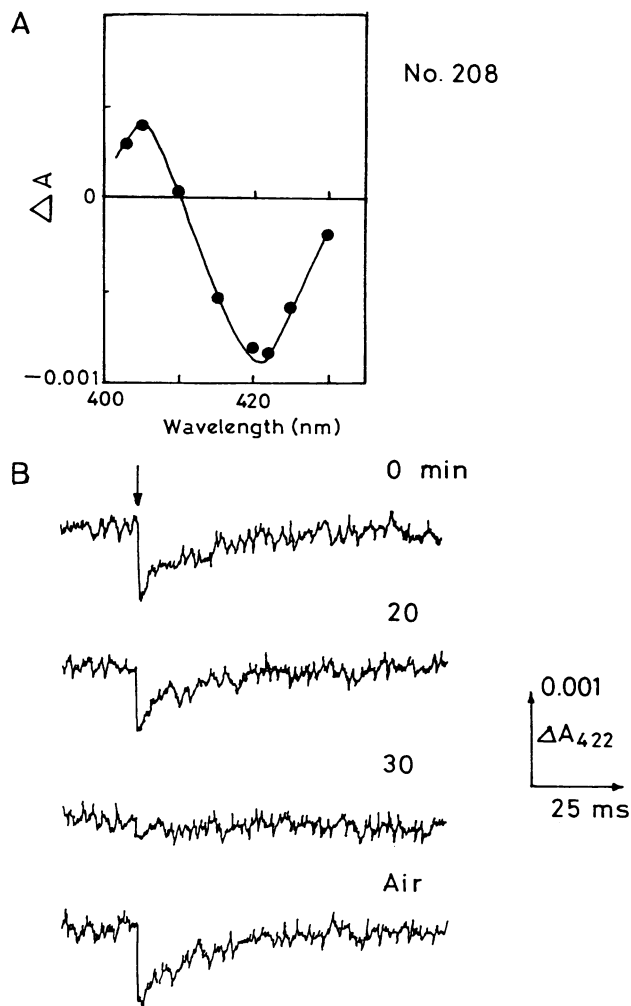 A
No. 208
ΔA
0
−0.001
400
420
Wavelength (nm)
B
0 min
20
0.001
ΔA422
25 ms
30
Air